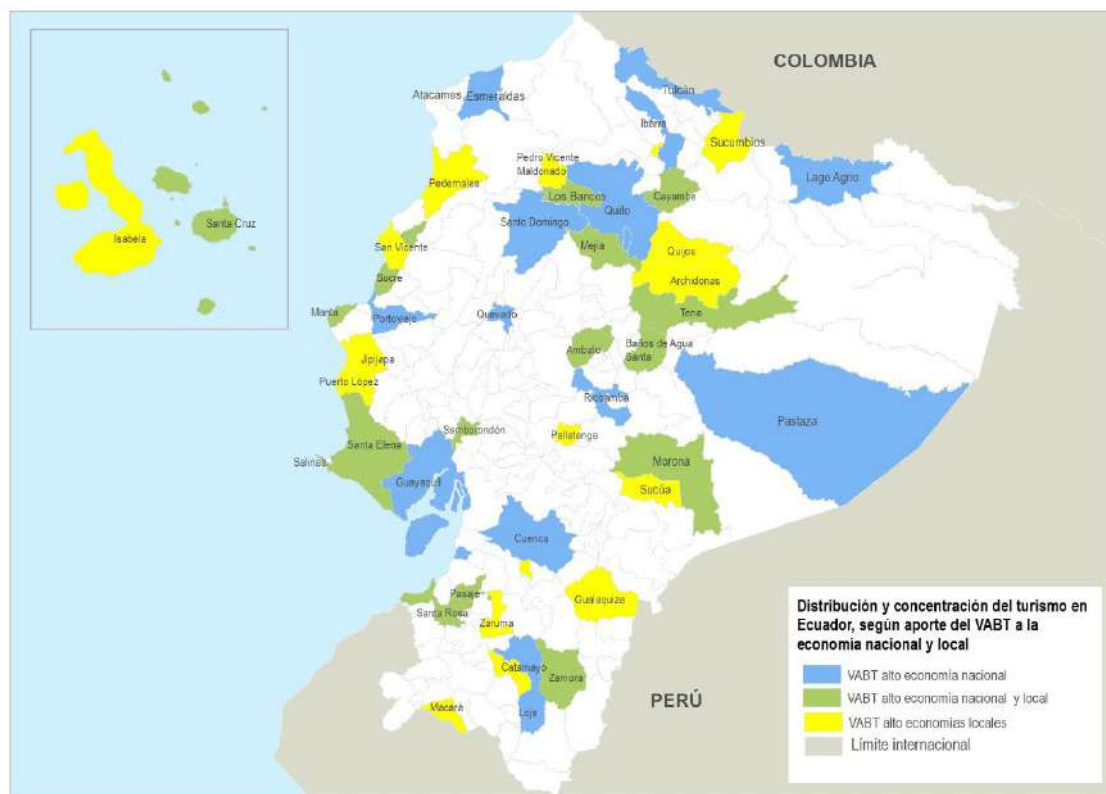 COLOMBIA
Tulcán
Atacames
Esmeraldas
Ibarra
Sucumbíos
Pedro Vicente
Maldonado
Lago Agrio
Pedernales
Los Bancos
Cayambe
Santa Cruz
Santo Domingo
Quito
Isabela
San Vicente
Mejía
Quijos
Sucre
Archidonas
Manta
Portoviejo
Quevedo
Tena
Ambato
Baños de Agua
Santa
Jipijapa
Puerto López
Riobamba
Pastaza
Samborondón
Pallatanga
Santa Elena
Salinas
Morona
Guayaquil
Sucúa
Cuenca
Pasaje
Gualaquiza
Santa Rosa
Zaruma
Catamayo
Zamora
Macará
Loja
PERÚ
Distribución y concentración del turismo en
Ecuador, según aporte del VABT a la
economía nacional y local
VABT alto economía nacional
VABT alto economía nacional y local
VABT alto economías locales
Límite internacional